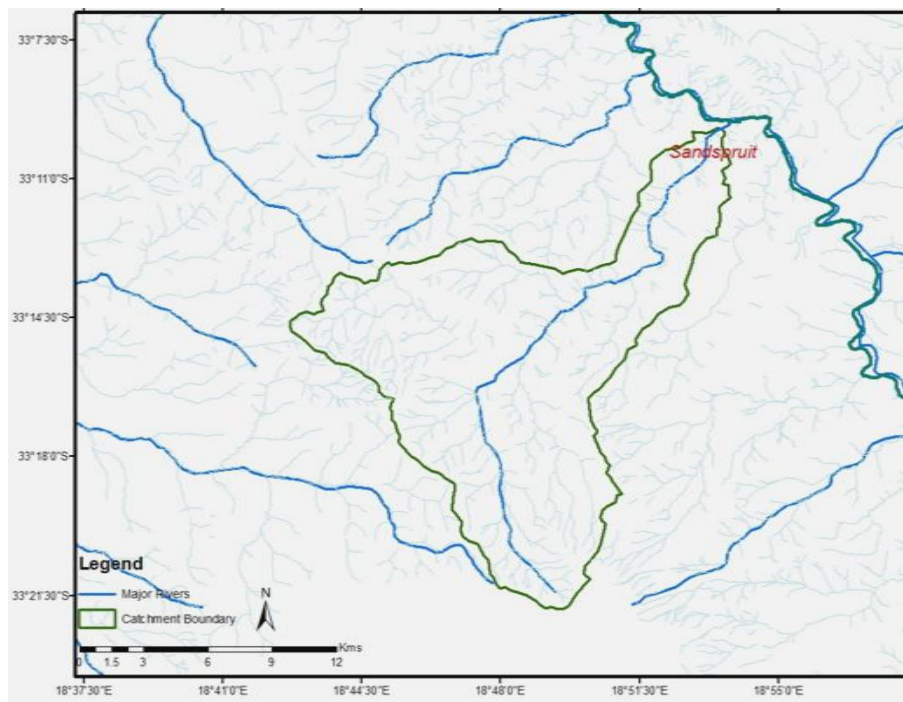 33°7'30"S
Sandspruit
33°11'0"S
33°14'30"S
33°18'0"S
33°21'30"S
Legend
Major Rivers
Catchment Boundary
N
Kms
0 1.5 3 6 9 12
18°37'30"E 18°41'0"E 18°44'30"E 18°48'0"E 18°51'30"E 18°55'0"E